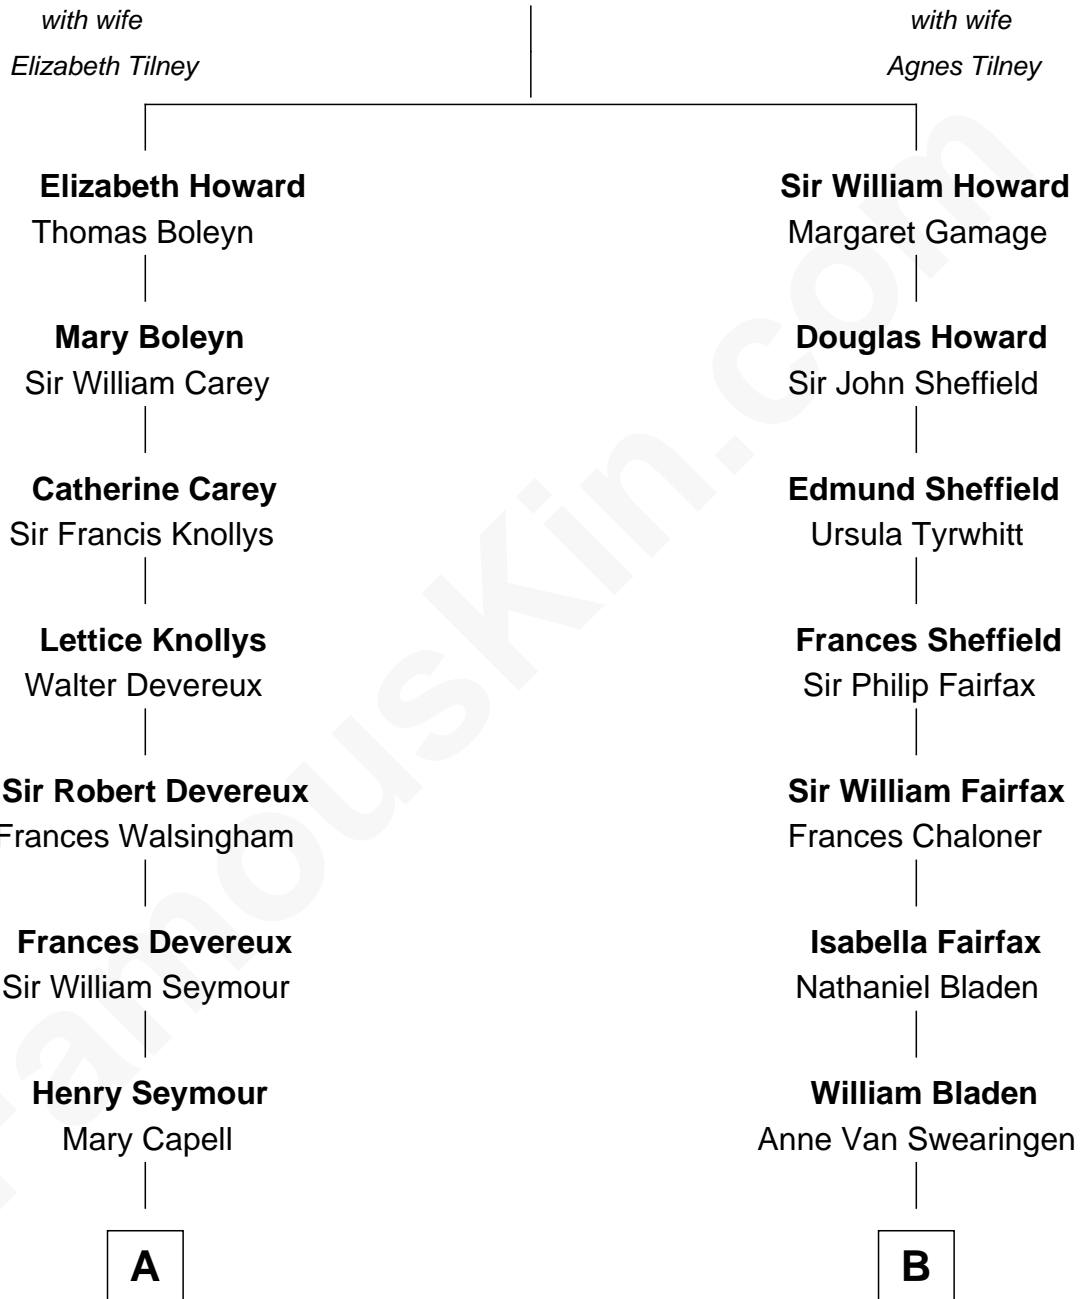 with wife
Elizabeth Tilney
with wife
Agnes Tilney
Elizabeth Howard
Thomas Boleyn
Sir William Howard
Margaret Gamage
Mary Boleyn
Sir William Carey
Douglas Howard
Sir John Sheffield
Catherine Carey
Sir Francis Knollys
Edmund Sheffield
Ursula Tyrwhitt
Lettice Knollys
Walter Devereux
Frances Sheffield
Sir Philip Fairfax
Sir Robert Devereux
Frances Walsingham
Sir William Fairfax
Frances Chaloner
Frances Devereux
Sir William Seymour
Isabella Fairfax
Nathaniel Bladen
Henry Seymour
Mary Capell
William Bladen
Anne Van Swearingen
A
B
FamousKin.com